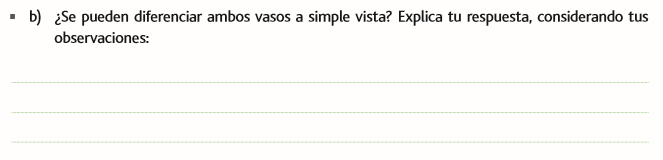 ▪ b) ¿Se pueden diferenciar ambos vasos a simple vista? Explica tu respuesta, considerando tus
observaciones: